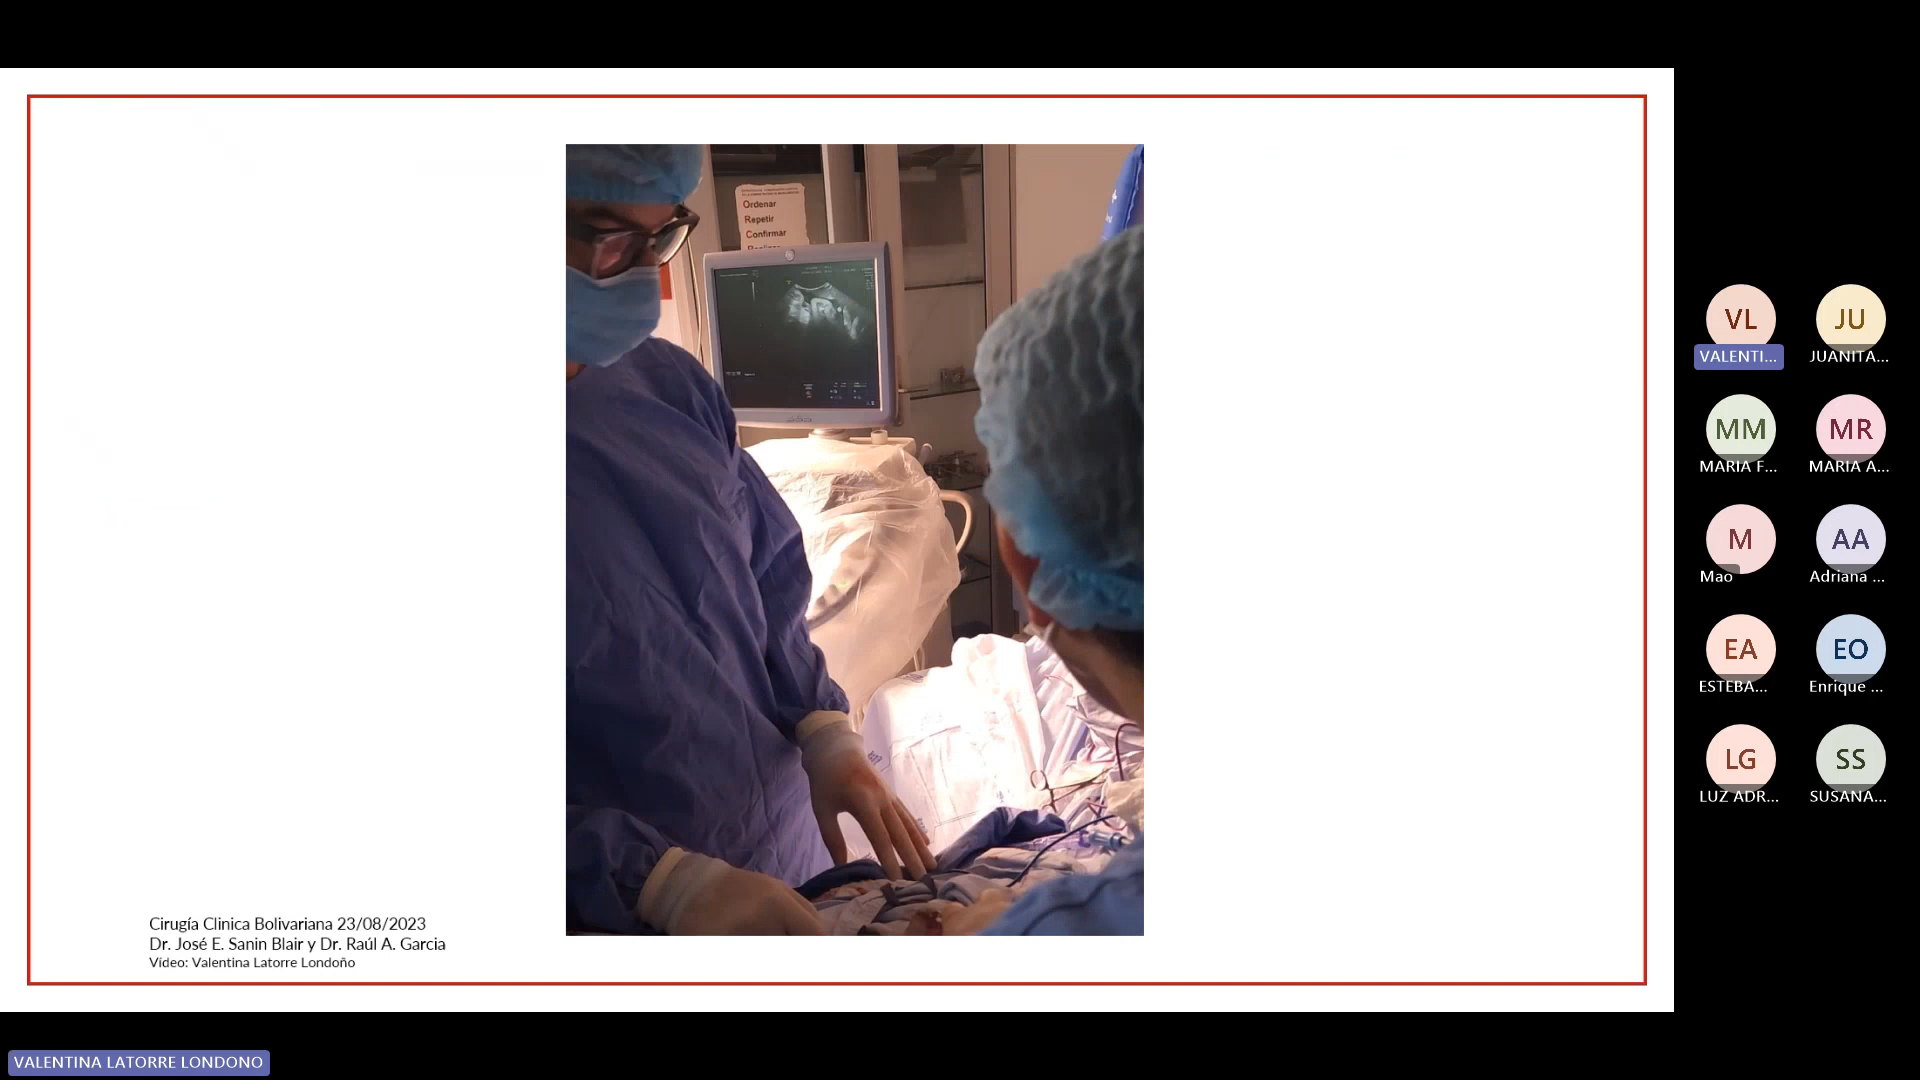 Ordenar
Repetir
Confirmar
Cirugía Clinica Bolivariana 23/08/2023
Dr. José E. Sanin Blair y Dr. Raúl A. Garcia
Vídeo: Valentina Latorre Londoño
VL
VALENTI...
JU
JUANITA...
MM
MARIA F...
MR
MARIA A...
M
Mao
AA
Adriana ...
EA
ESTEBA...
EO
Enrique ...
LG
LUZ ADR...
SS
SUSANA...
VALENTINA LATORRE LONDONO